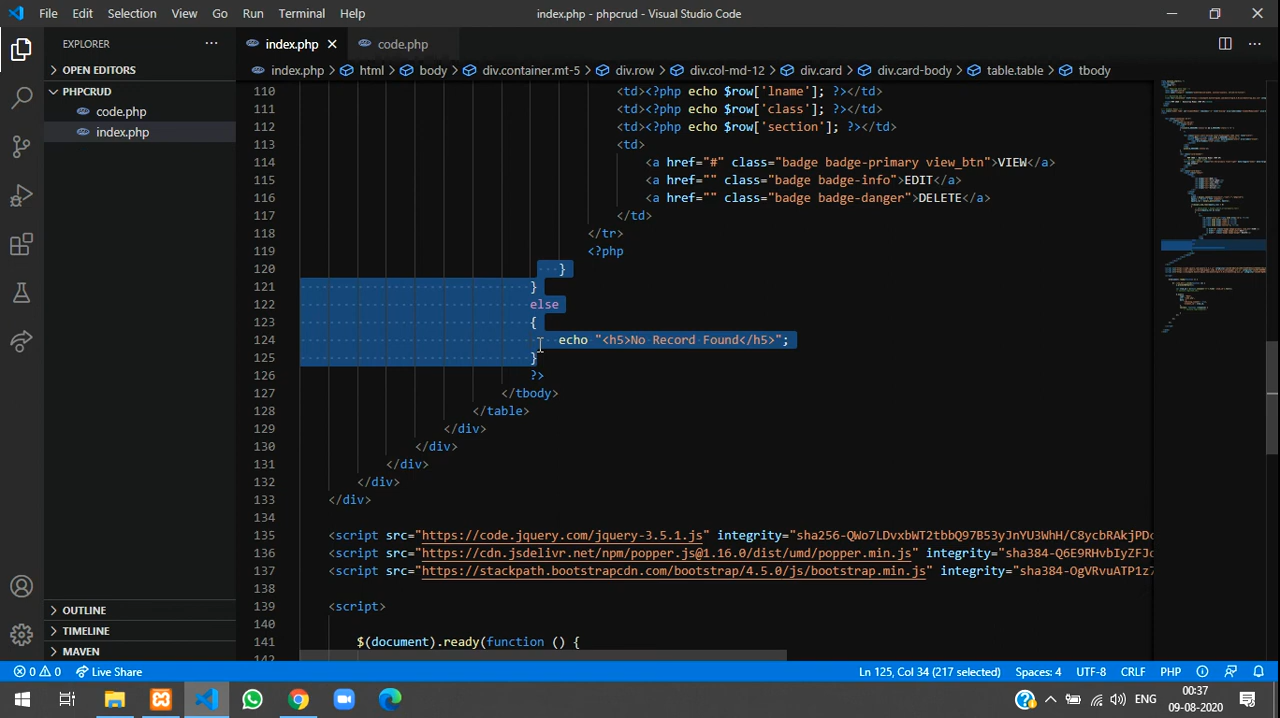 File Edit Selection View Go Run Terminal Help index.php - phpcrud - Visual Studio Code
EXPLORER
OPEN EDITORS
PHPCRUD
code.php
index.php
OUTLINE
TIMELINE
MAVEN
index.php code.php
index.php > html > body > div.container.mt-5 > div.row > div.col-md-12 > div.card > div.card-body > table.table > tbody
110 <td><?php echo $row['lname']; ?></td>
111 <td><?php echo $row['class']; ?></td>
112 <td><?php echo $row['section']; ?></td>
113 <td>
114 <a href="#" class="badge badge-primary view_btn">VIEW</a>
115 <a href="" class="badge badge-info">EDIT</a>
116 <a href="" class="badge badge-danger">DELETE</a>
117 </td>
118 </tr>
119 <?php
120 }
121 }
122 else
123 {
124 echo "<h5>No Record Found</h5>";
125 }
126 ?>
127 </tbody>
128 </table>
129 </div>
130 </div>
131 </div>
132 </div>
133 </div>
134
135 <script src="https://code.jquery.com/jquery-3.5.1.js" integrity="sha256-QWo7LDvxbWT2tbbQ97B53yJnYU3WhH/C8ycbRAkjPDc
136 <script src="https://cdn.jsdelivr.net/npm/popper.js@1.16.0/dist/umd/popper.min.js" integrity="sha384-Q6E9RHvbIyZFJo
137 <script src="https://stackpath.bootstrapcdn.com/bootstrap/4.5.0/js/bootstrap.min.js" integrity="sha384-OgVRvuATP1z7
138
139 <script>
140
141 $(document).ready(function () {
142
0 0 Live Share Ln 125, Col 34 (217 selected) Spaces: 4 UTF-8 CRLF PHP
ENG 00:37
09-08-2020